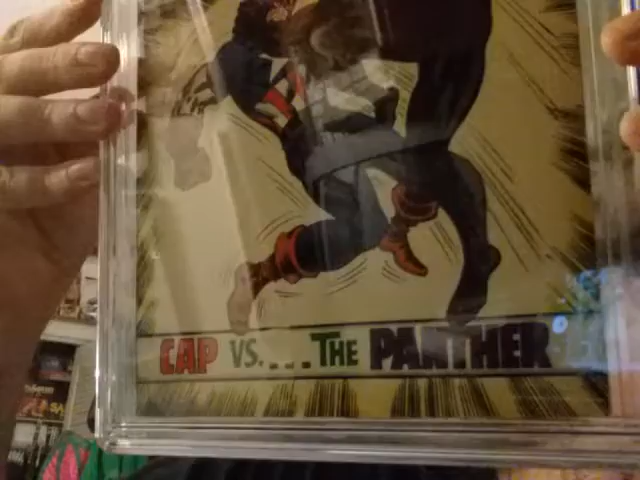 CAP VS. . . . THE PANTHER